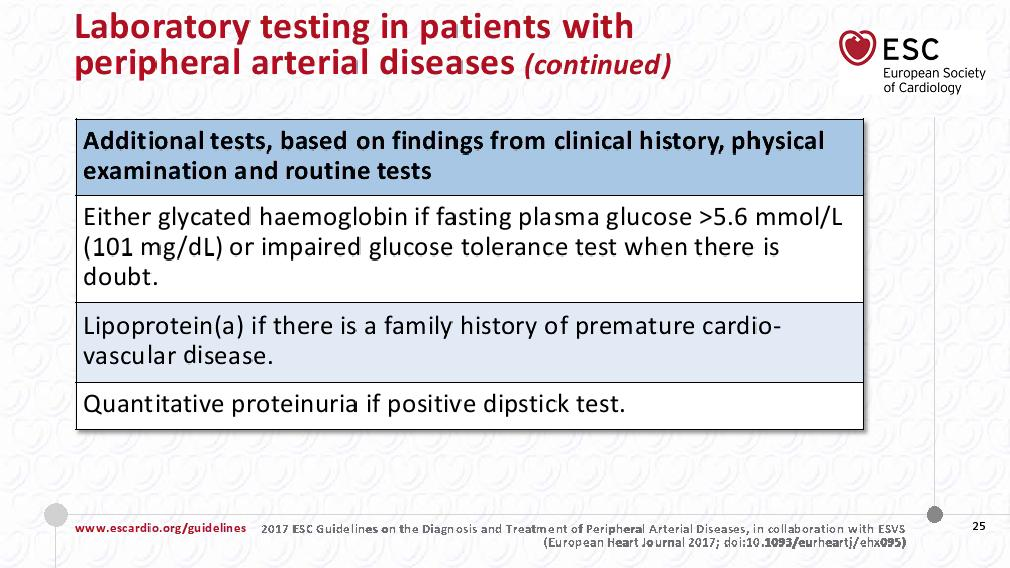 Laboratory testing in patients with
peripheral arterial diseases (continued)
ESC
European Society
of Cardiology
Additional tests, based on findings from clinical history, physical
examination and routine tests
Either glycated haemoglobin if fasting plasma glucose >5.6 mmol/L
(101 mg/dL) or impaired glucose tolerance test when there is
doubt.
Lipoprotein(a) if there is a family history of premature cardio-
vascular disease.
Quantitative proteinuria if positive dipstick test.
www.escardio.org/guidelines
2017 ESC Guidelines on the Diagnosis and Treatment of Peripheral Arterial Diseases, in collaboration with ESVS
(European Heart Journal 2017; doi:10.1093/eurheartj/ehx095)
25